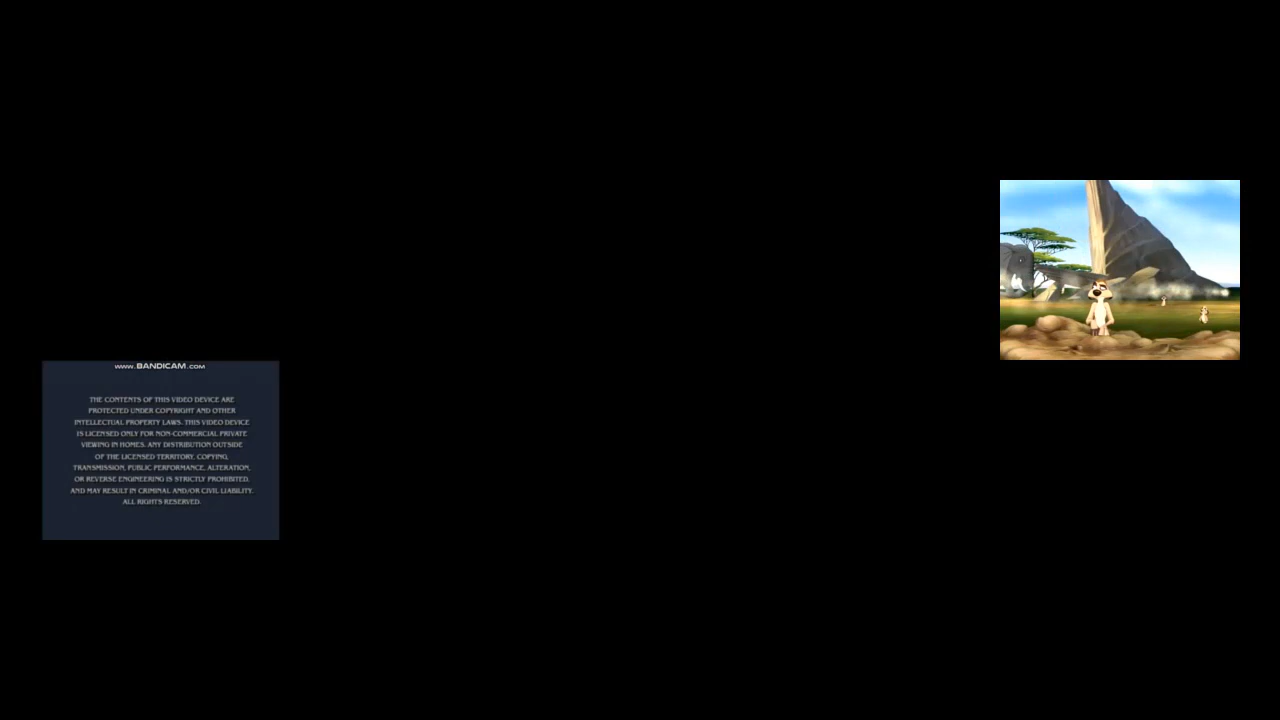 WWW.BANDICAM.COM
THE CONTENTS OF THIS VIDEO DEVICE ARE
PROTECTED UNDER COPYRIGHT AND OTHER
INTELLECTUAL PROPERTY LAWS. THIS VIDEO DEVICE
IS LICENSED ONLY FOR NON-COMMERCIAL PRIVATE
VIEWING IN HOMES. ANY DISTRIBUTION OUTSIDE
OF THE LICENSED TERRITORY, COPYING,
TRANSMISSION, PUBLIC PERFORMANCE, ALTERATION,
OR REVERSE ENGINEERING IS STRICTLY PROHIBITED.
AND MAY RESULT IN CRIMINAL AND/OR CIVIL LIABILITY.
ALL RIGHTS RESERVED.